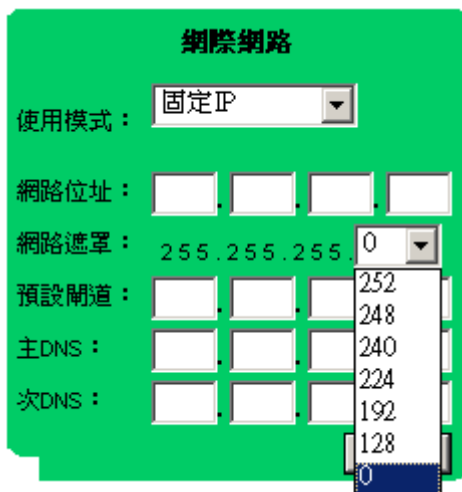 網際網路
使用模式： 固定IP
網路位址： . . .
網路遮罩： 255.255.255. 0
預設閘道： . .
252
248
主DNS： . .
240
224
次DNS： . .
192
128
0